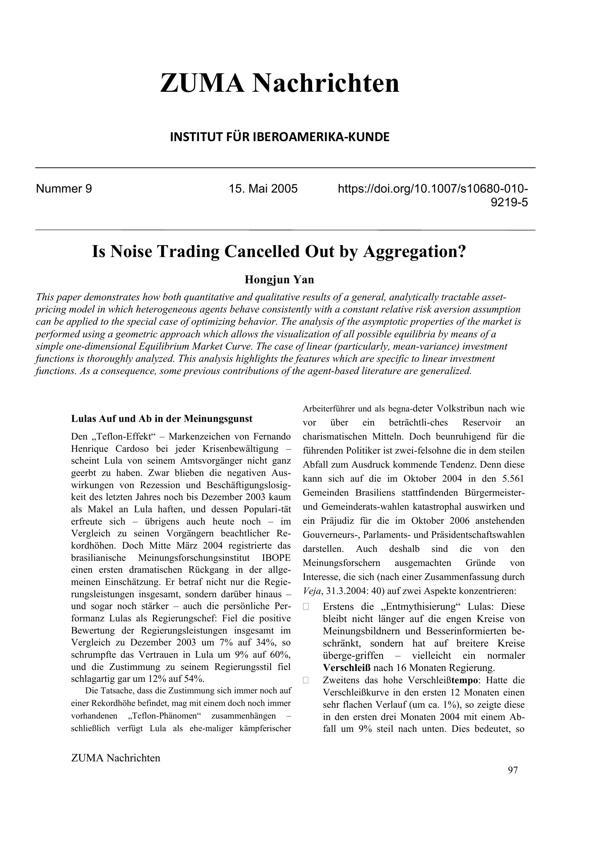 ZUMA Nachrichten
INSTITUT FÜR IBEROAMERIKA-KUNDE
Nummer 9 15. Mai 2005 https://doi.org/10.1007/s10680-010-
9219-5
Is Noise Trading Cancelled Out by Aggregation?
Hongjun Yan
This paper demonstrates how both quantitative and qualitative results of a general, analytically tractable asset-
pricing model in which heterogeneous agents behave consistently with a constant relative risk aversion assumption
can be applied to the special case of optimizing behavior. The analysis of the asymptotic properties of the market is
performed using a geometric approach which allows the visualization of all possible equilibria by means of a
simple one-dimensional Equilibrium Market Curve. The case of linear (particularly, mean-variance) investment
functions is thoroughly analyzed. This analysis highlights the features which are specific to linear investment
functions. As a consequence, some previous contributions of the agent-based literature are generalized.
Lulas Auf und Ab in der Meinungsgunst
Den „Teflon-Effekt“ – Markenzeichen von Fernando
Henrique Cardoso bei jeder Krisenbewältigung –
scheint Lula von seinem Amtsvorgänger nicht ganz
geerbt zu haben. Zwar blieben die negativen Aus-
wirkungen von Rezession und Beschäftigungslosig-
keit des letzten Jahres noch bis Dezember 2003 kaum
als Makel an Lula haften, und dessen Populari-tät
erfreute sich – übrigens auch heute noch – im
Vergleich zu seinen Vorgängern beachtlicher Re-
kordhöhen. Doch Mitte März 2004 registrierte das
brasilianische Meinungsforschungsinstitut IBOPE
einen ersten dramatischen Rückgang in der allge-
meinen Einschätzung. Er betraf nicht nur die Regie-
rungsleistungen insgesamt, sondern darüber hinaus –
und sogar noch stärker – auch die persönliche Per-
formanz Lulas als Regierungschef: Fiel die positive
Bewertung der Regierungsleistungen insgesamt im
Vergleich zu Dezember 2003 um 7% auf 34%, so
schrumpfte das Vertrauen in Lula um 9% auf 60%,
und die Zustimmung zu seinem Regierungsstil fiel
schlagartig gar um 12% auf 54%.
Die Tatsache, dass die Zustimmung sich immer noch auf
einer Rekordhöhe befindet, mag mit einem doch noch immer
vorhandenen „Teflon-Phänomen“ zusammenhängen –
schließlich verfügt Lula als ehe-maliger kämpferischer
Arbeiterführer und als begna-deter Volkstribun nach wie
vor über ein beträchtli-ches Reservoir an
charismatischen Mitteln. Doch beunruhigend für die
führenden Politiker ist zwei-felsohne die in dem steilen
Abfall zum Ausdruck kommende Tendenz. Denn diese
kann sich auf die im Oktober 2004 in den 5.561
Gemeinden Brasiliens stattfindenden Bürgermeister-
und Gemeinderats-wahlen katastrophal auswirken und
ein Präjudiz für die im Oktober 2006 anstehenden
Gouverneurs-, Parlaments- und Präsidentschaftswahlen
darstellen. Auch deshalb sind die von den
Meinungsforschern ausgemachten Gründe von
Interesse, die sich (nach einer Zusammenfassung durch
Veja, 31.3.2004: 40) auf zwei Aspekte konzentrieren:
Erstens die „Entmythisierung“ Lulas: Diese
bleibt nicht länger auf die engen Kreise von
Meinungsbildnern und Besserinformierten be-
schränkt, sondern hat auf breitere Kreise
überge-griffen – vielleicht ein normaler
Verschleiß nach 16 Monaten Regierung.
Zweitens das hohe Verschleißtempo: Hatte die
Verschleißkurve in den ersten 12 Monaten einen
sehr flachen Verlauf (um ca. 1%), so zeigte diese
in den ersten drei Monaten 2004 mit einem Ab-
fall um 9% steil nach unten. Dies bedeutet, so
ZUMA Nachrichten
97